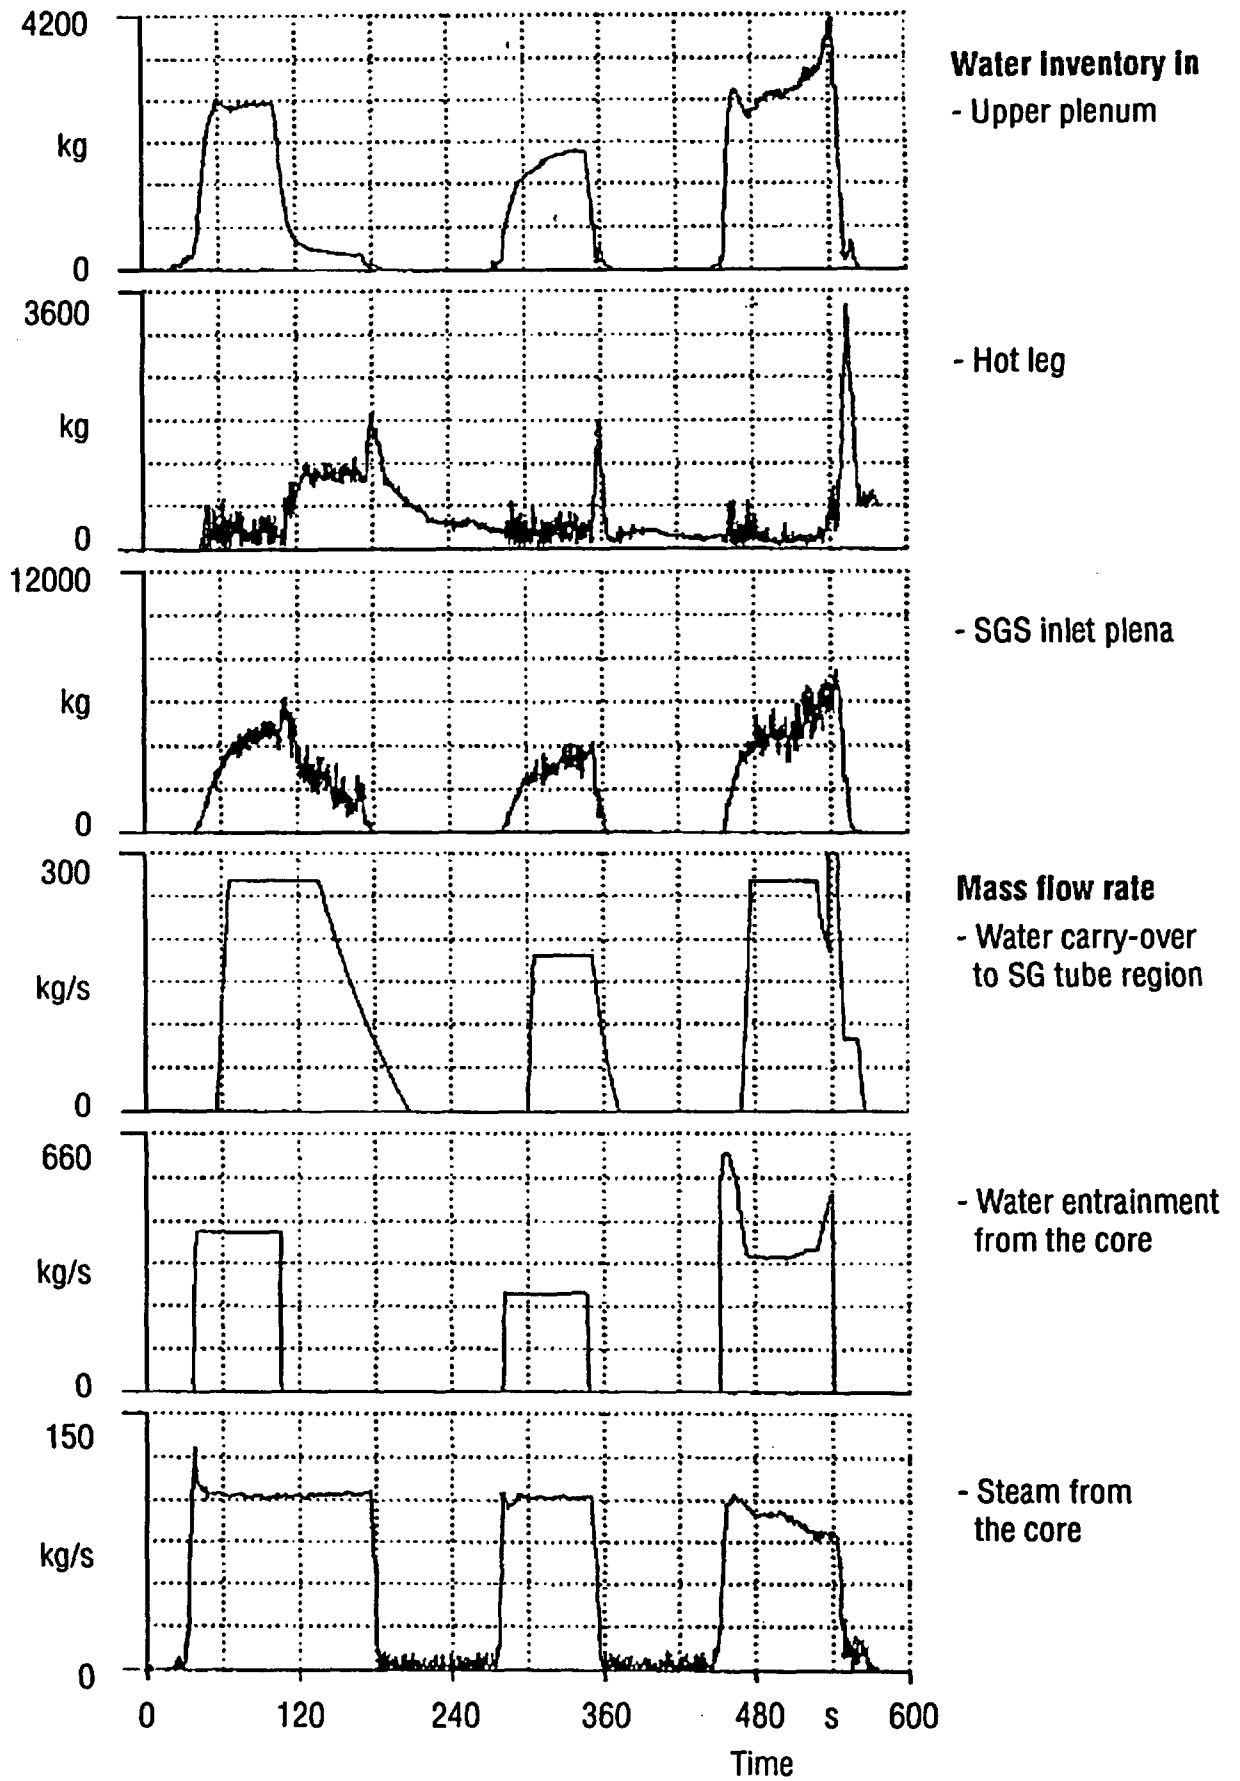 4200
kg
0
Water inventory in
- Upper plenum
3600
kg
0
- Hot leg
12000
kg
0
- SGS inlet plena
300
kg/s
0
Mass flow rate
- Water carry-over
to SG tube region
660
kg/s
0
- Water entrainment
from the core
150
kg/s
0
- Steam from
the core
0 120 240 360 480 s 600
Time